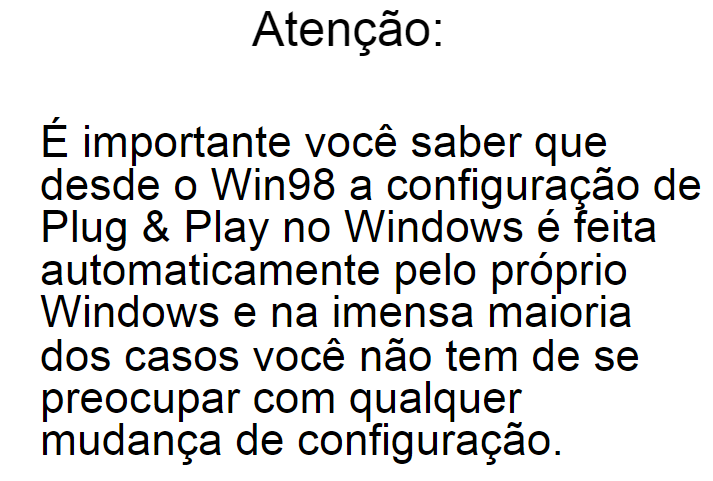 Atenção:
É importante você saber que
desde o Win98 a configuração de
Plug & Play no Windows é feita
automaticamente pelo próprio
Windows e na imensa maioria
dos casos você não tem de se
preocupar com qualquer
mudança de configuração.